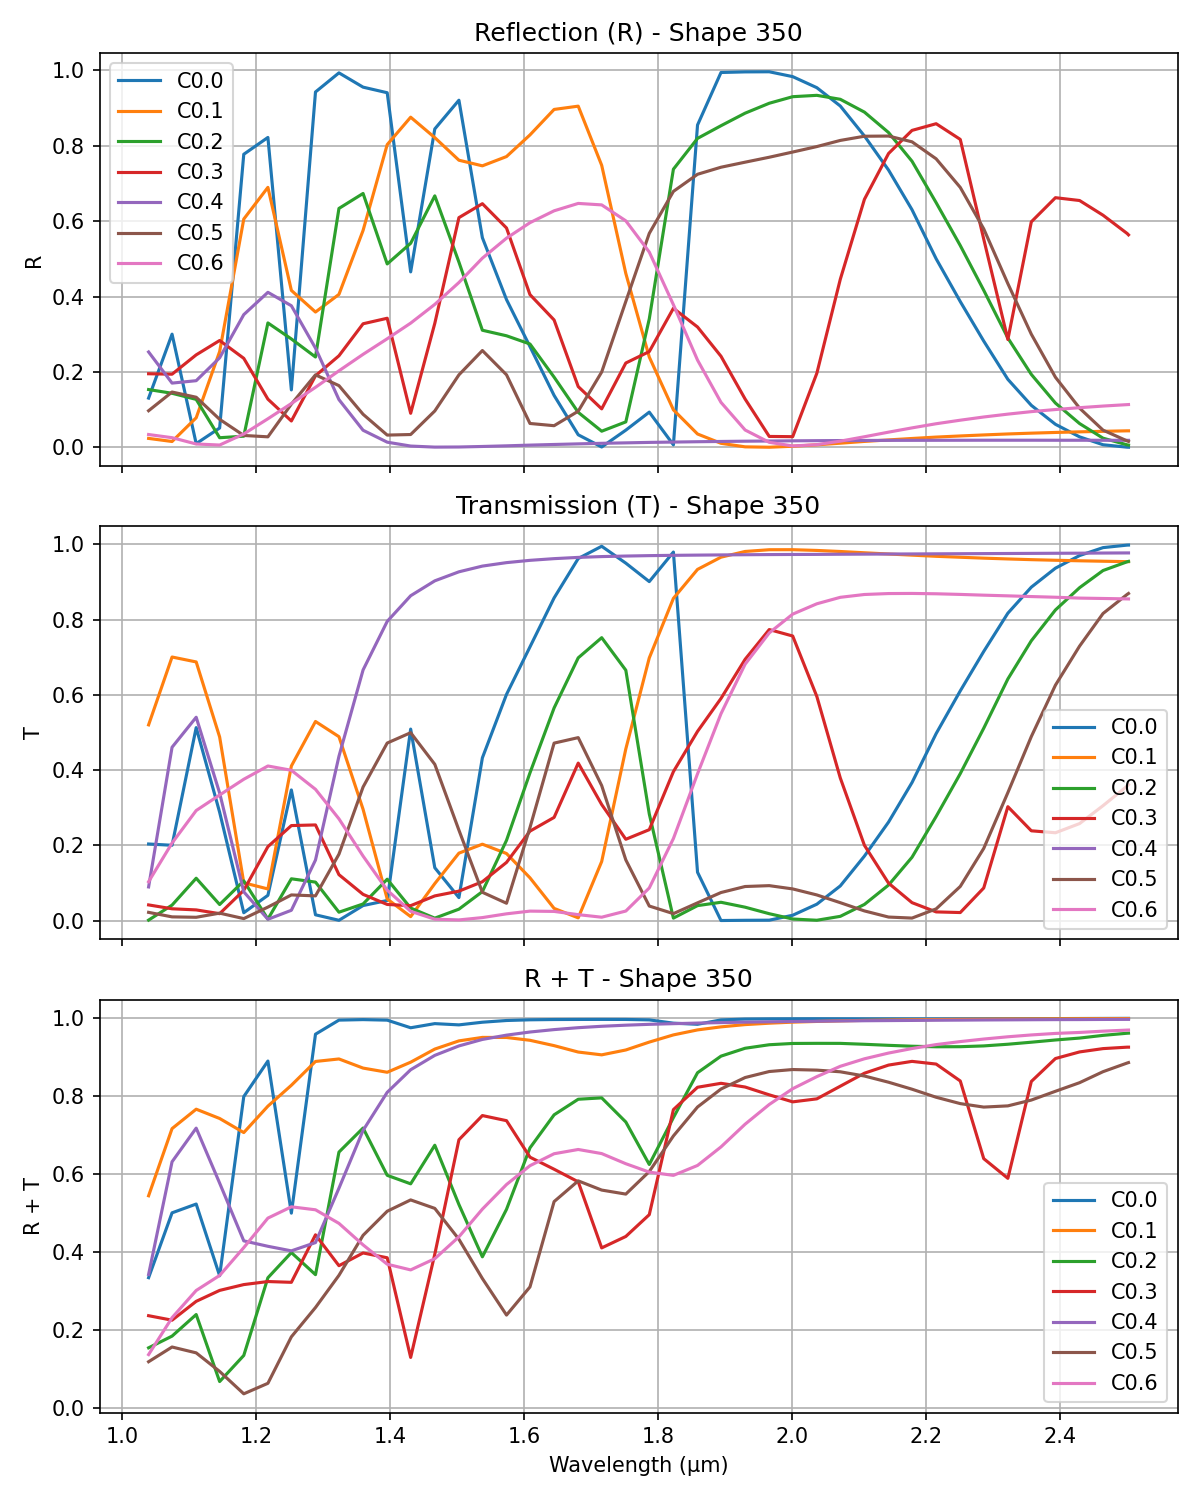 Reflection (R) - Shape 350
1.0
0.8
0.6
0.4
0.2
0.0
R
C0.0
C0.1
C0.2
C0.3
C0.4
C0.5
C0.6
Transmission (T) - Shape 350
1.0
0.8
0.6
0.4
0.2
0.0
T
C0.0
C0.1
C0.2
C0.3
C0.4
C0.5
C0.6
R + T - Shape 350
1.0
0.8
0.6
0.4
0.2
0.0
R + T
C0.0
C0.1
C0.2
C0.3
C0.4
C0.5
C0.6
1.0 1.2 1.4 1.6 1.8 2.0 2.2 2.4
Wavelength (μm)